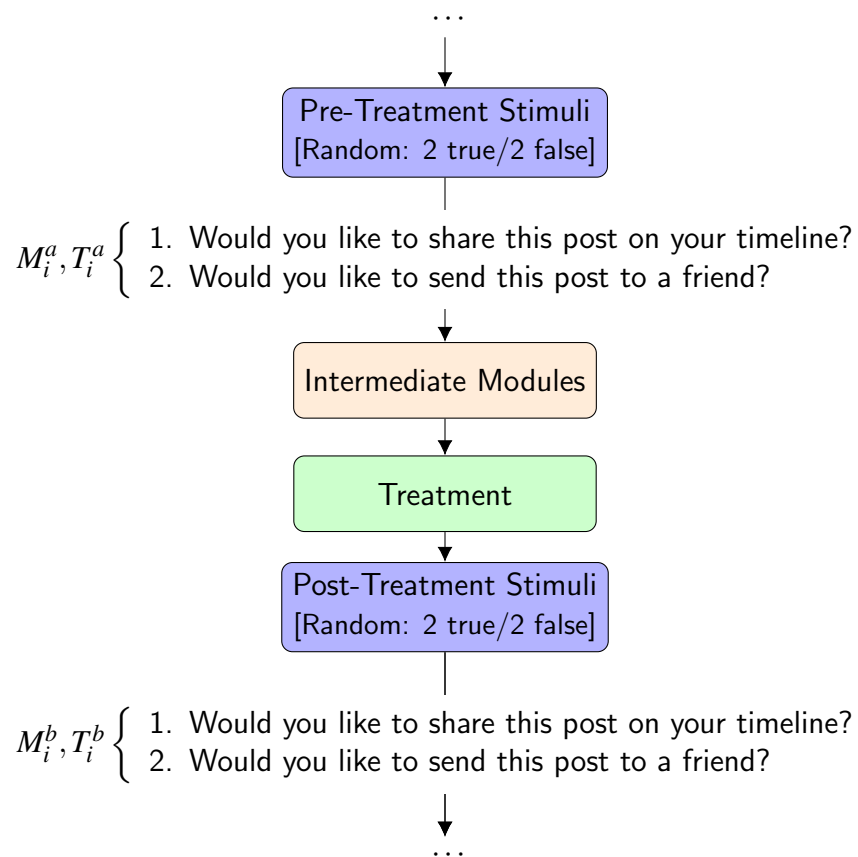 ...
Pre-Treatment Stimuli
[Random: 2 true/2 false]
M_i^a, T_i^a { 1. Would you like to share this post on your timeline?
2. Would you like to send this post to a friend?
Intermediate Modules
Treatment
Post-Treatment Stimuli
[Random: 2 true/2 false]
M_i^b, T_i^b { 1. Would you like to share this post on your timeline?
2. Would you like to send this post to a friend?
...